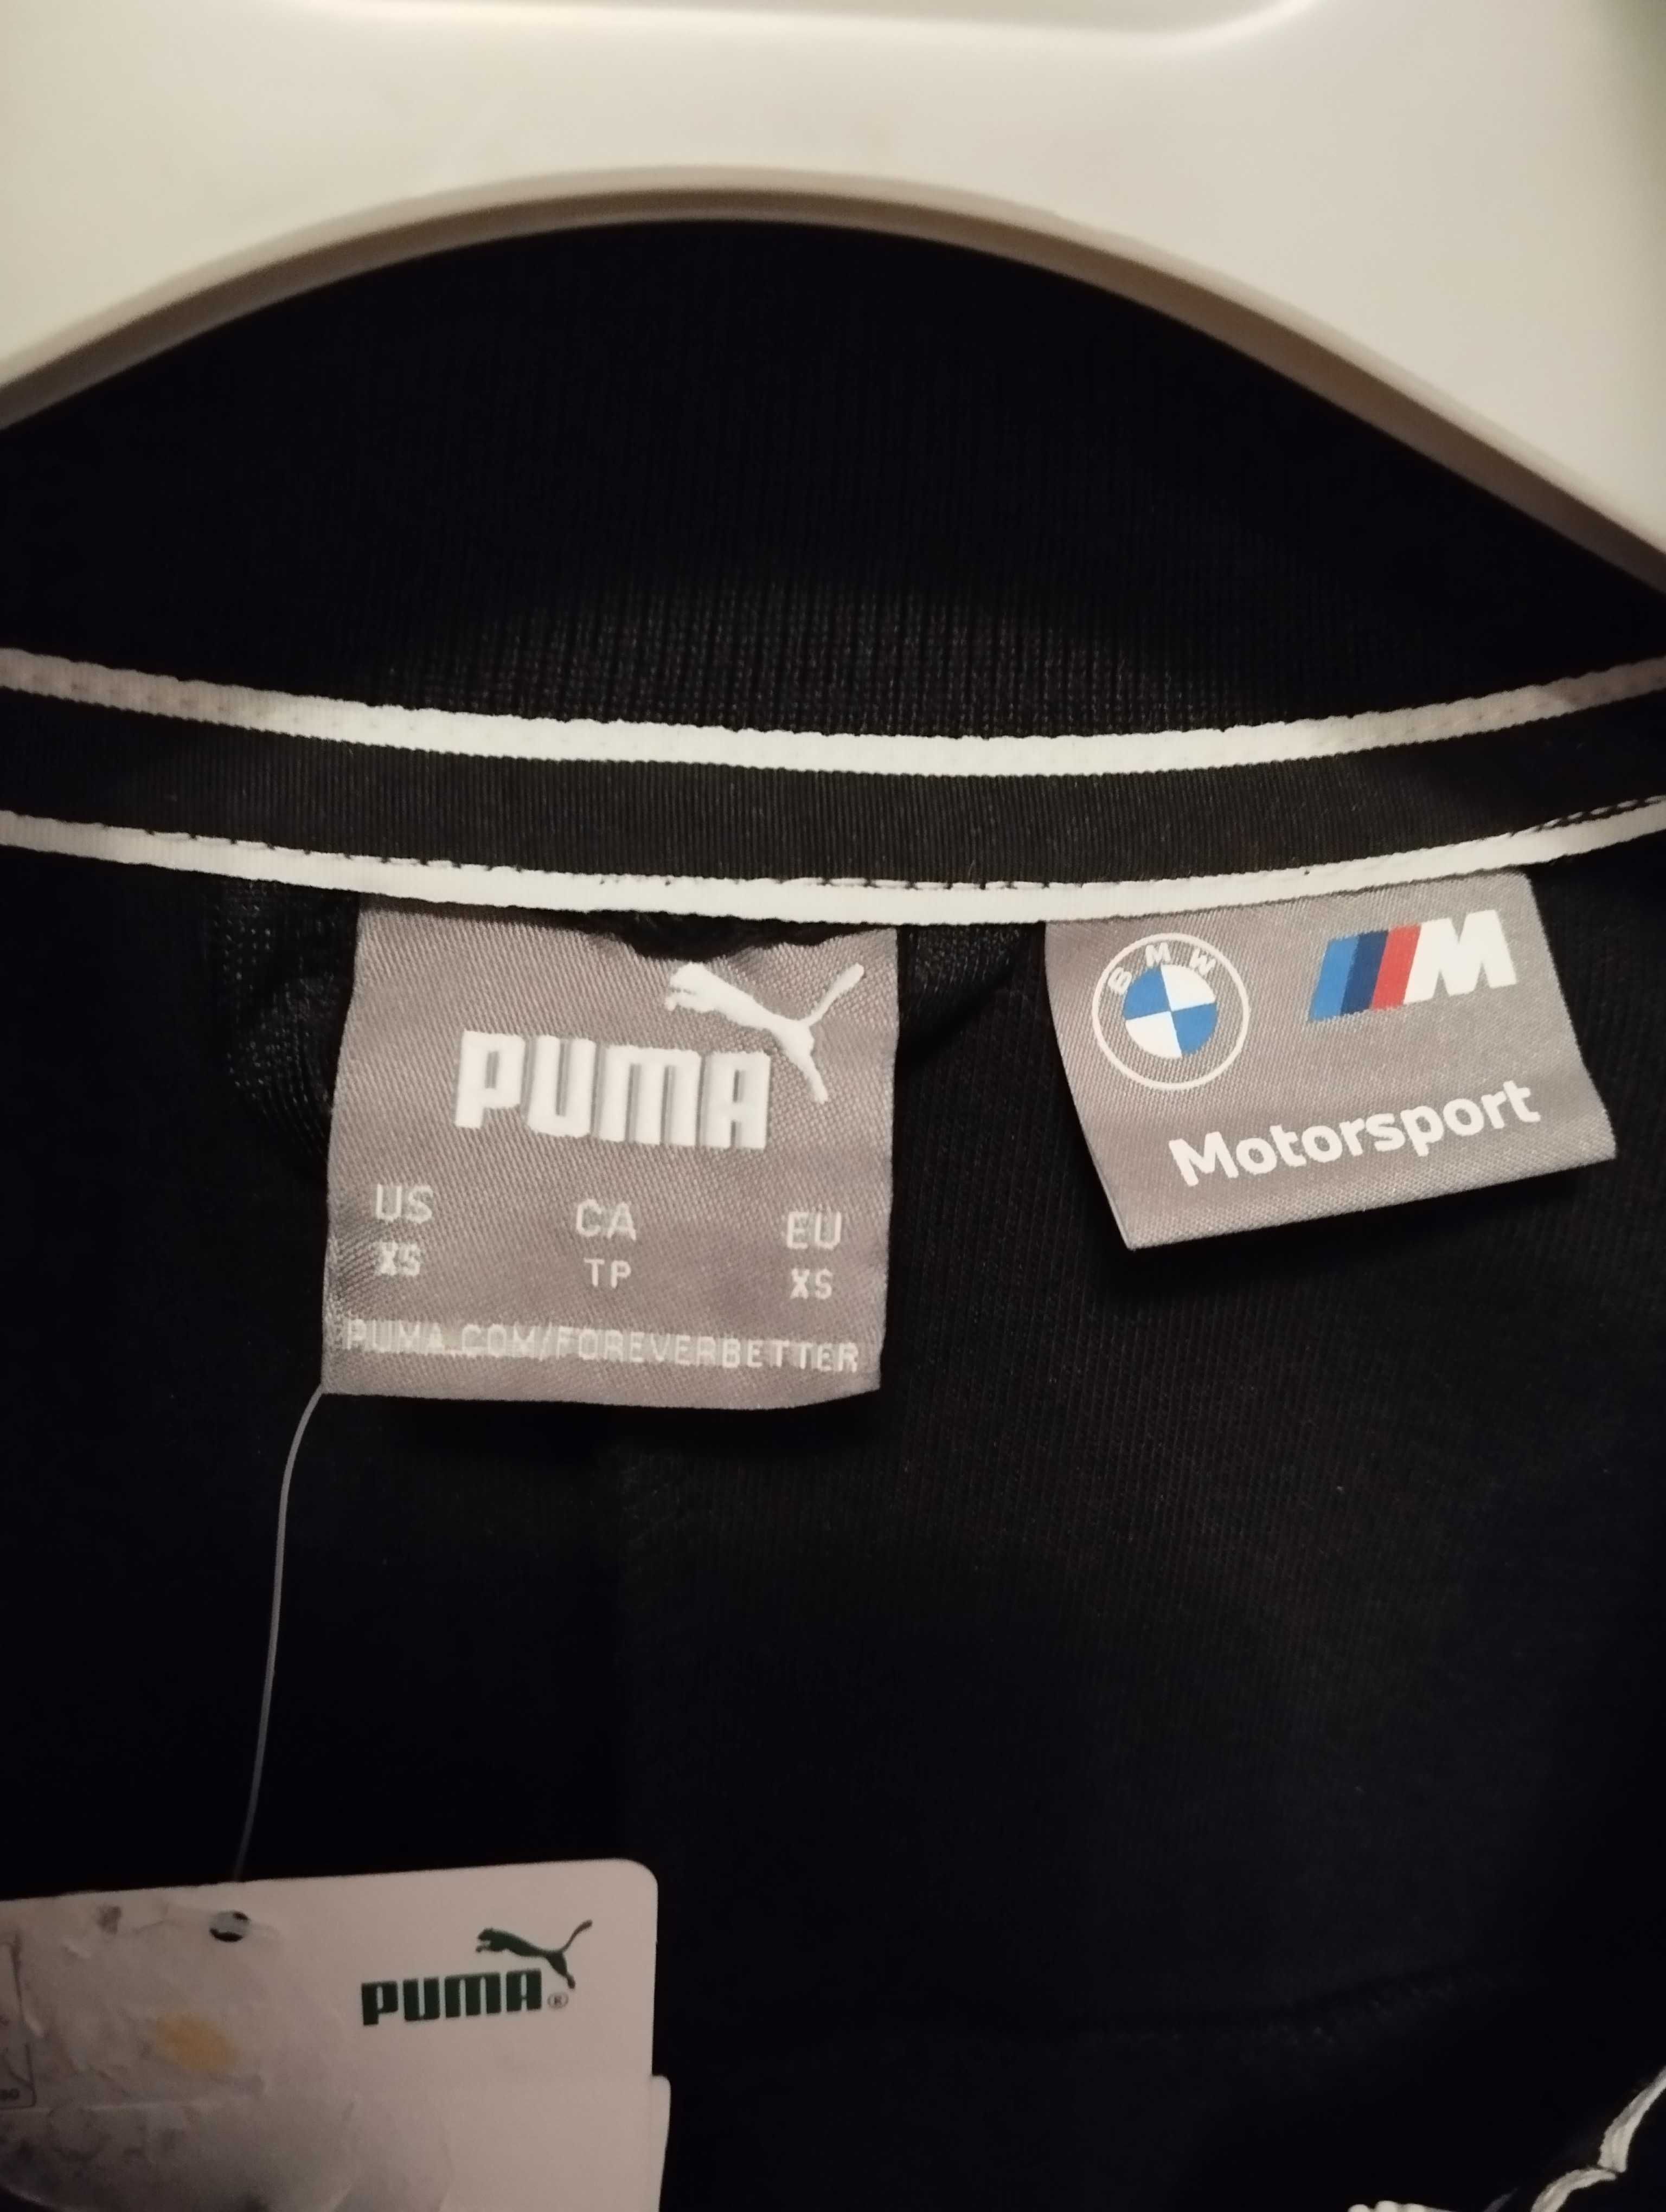 PUMA
US CA EU
XS TP XS
PUMA.COM/FOREVERBETTER
BMW M
Motorsport
PUMA®